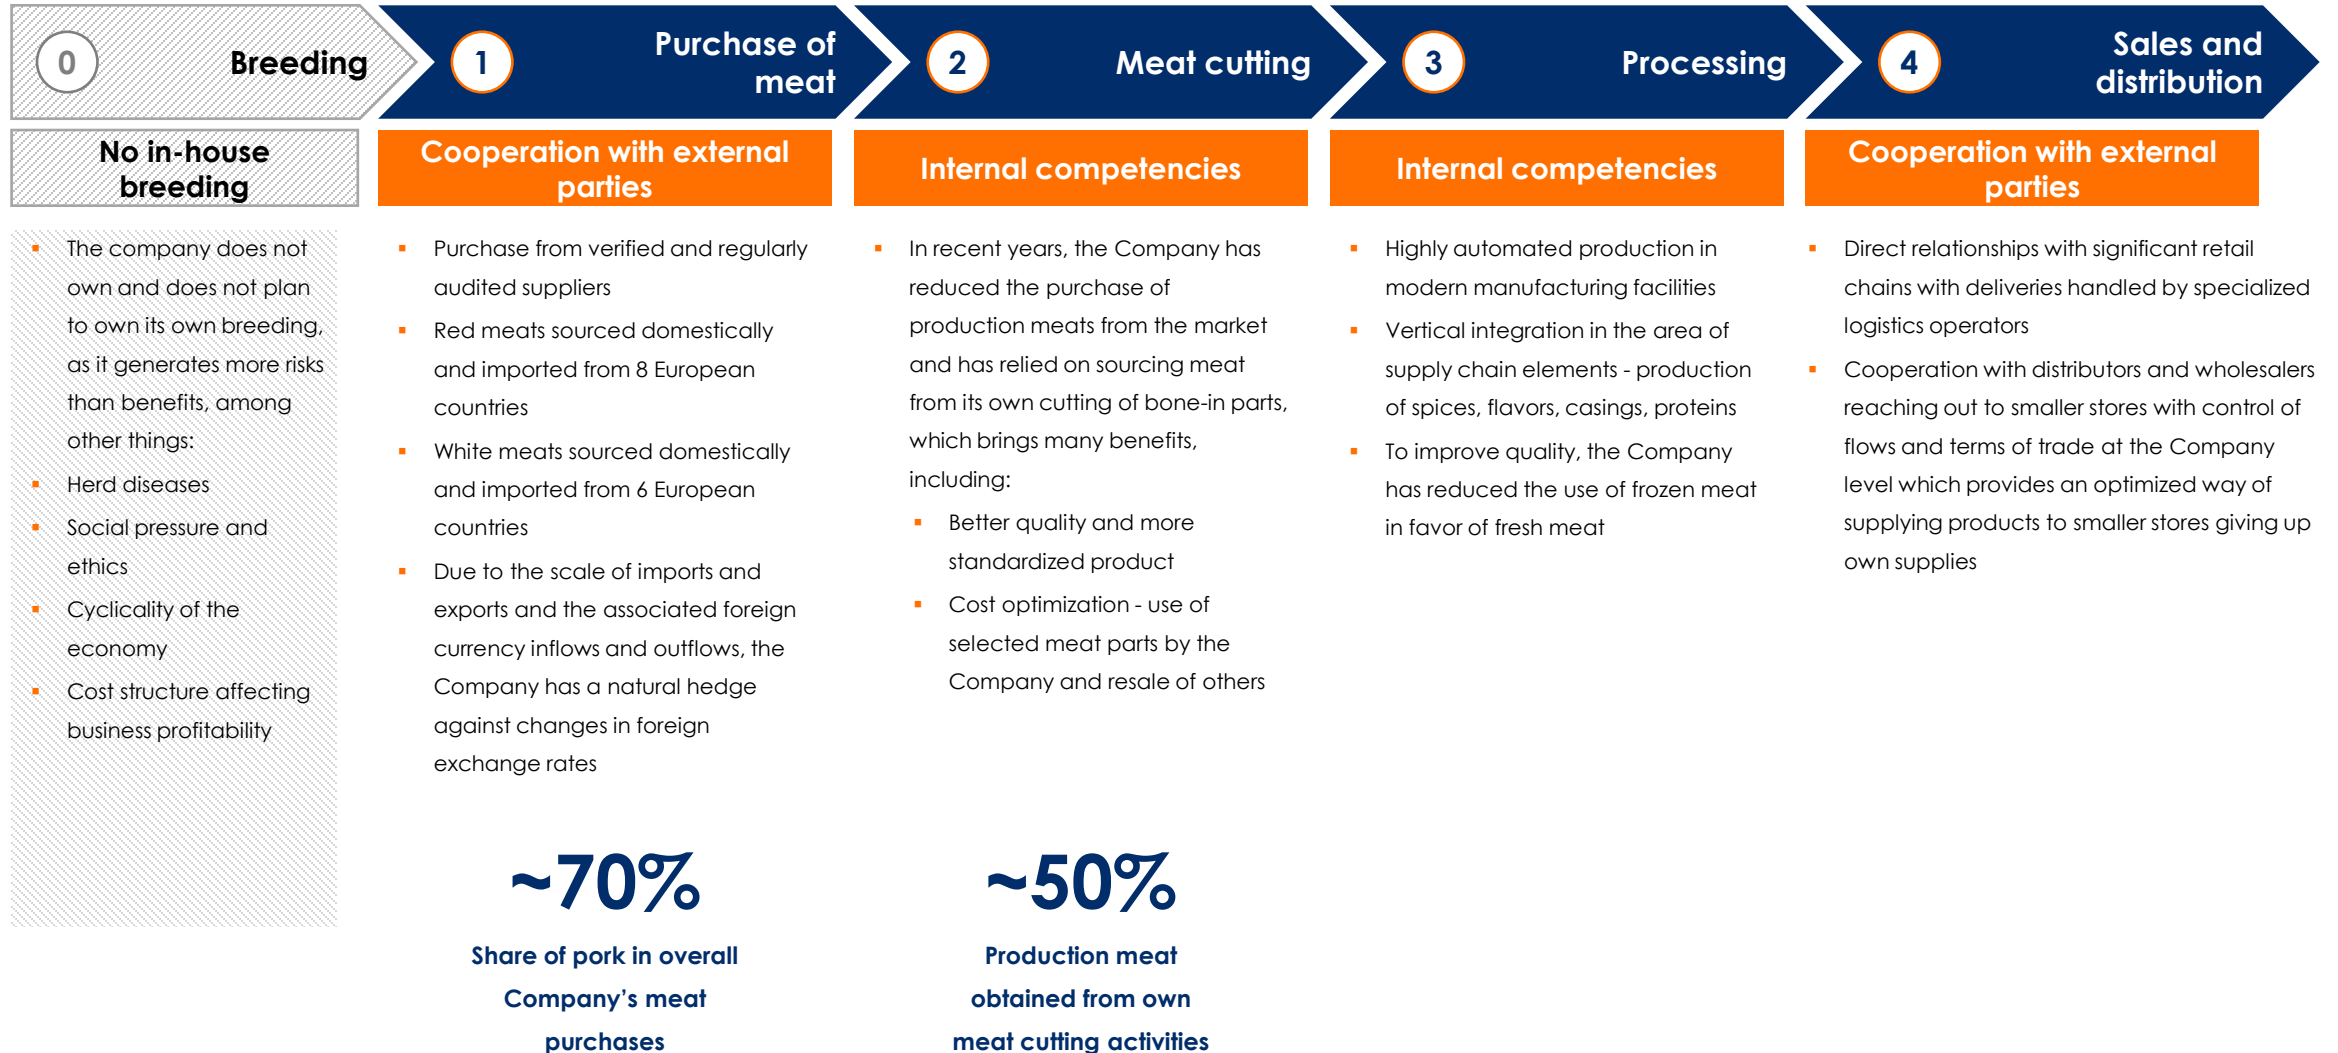 0
Breeding
No in-house
breeding
The company does not
own and does not plan
to own its own breeding,
as it generates more risks
than benefits, among
other things:
Herd diseases
Social pressure and
ethics
Cyclicality of the
economy
Cost structure affecting
business profitability
1
Purchase of
meat
Cooperation with external
parties
Purchase from verified and regularly
audited suppliers
Red meats sourced domestically
and imported from 8 European
countries
White meats sourced domestically
and imported from 6 European
countries
Due to the scale of imports and
exports and the associated foreign
currency inflows and outflows, the
Company has a natural hedge
against changes in foreign
exchange rates
~70%
Share of pork in overall
Company’s meat
purchases
2
Meat cutting
Internal competencies
In recent years, the Company has
reduced the purchase of
production meats from the market
and has relied on sourcing meat
from its own cutting of bone-in parts,
which brings many benefits,
including:
Better quality and more
standardized product
Cost optimization - use of
selected meat parts by the
Company and resale of others
~50%
Production meat
obtained from own
meat cutting activities
3
Processing
Internal competencies
Highly automated production in
modern manufacturing facilities
Vertical integration in the area of
supply chain elements - production
of spices, flavors, casings, proteins
To improve quality, the Company
has reduced the use of frozen meat
in favor of fresh meat
4
Sales and
distribution
Cooperation with external
parties
Direct relationships with significant retail
chains with deliveries handled by specialized
logistics operators
Cooperation with distributors and wholesalers
reaching out to smaller stores with control of
flows and terms of trade at the Company
level which provides an optimized way of
supplying products to smaller stores giving up
own supplies